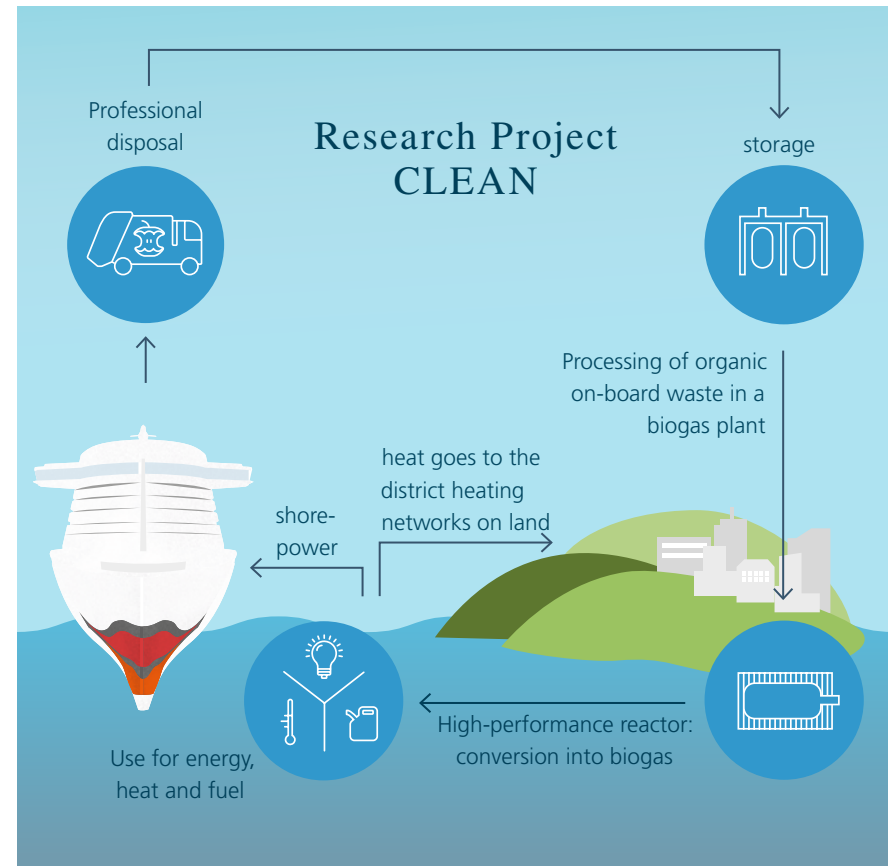 Professional
disposal
Research Project
CLEAN
storage
Processing of organic
on-board waste in a
biogas plant
heat goes to the
district heating
networks on land
shore-
power
High-performance reactor:
conversion into biogas
Use for energy,
heat and fuel